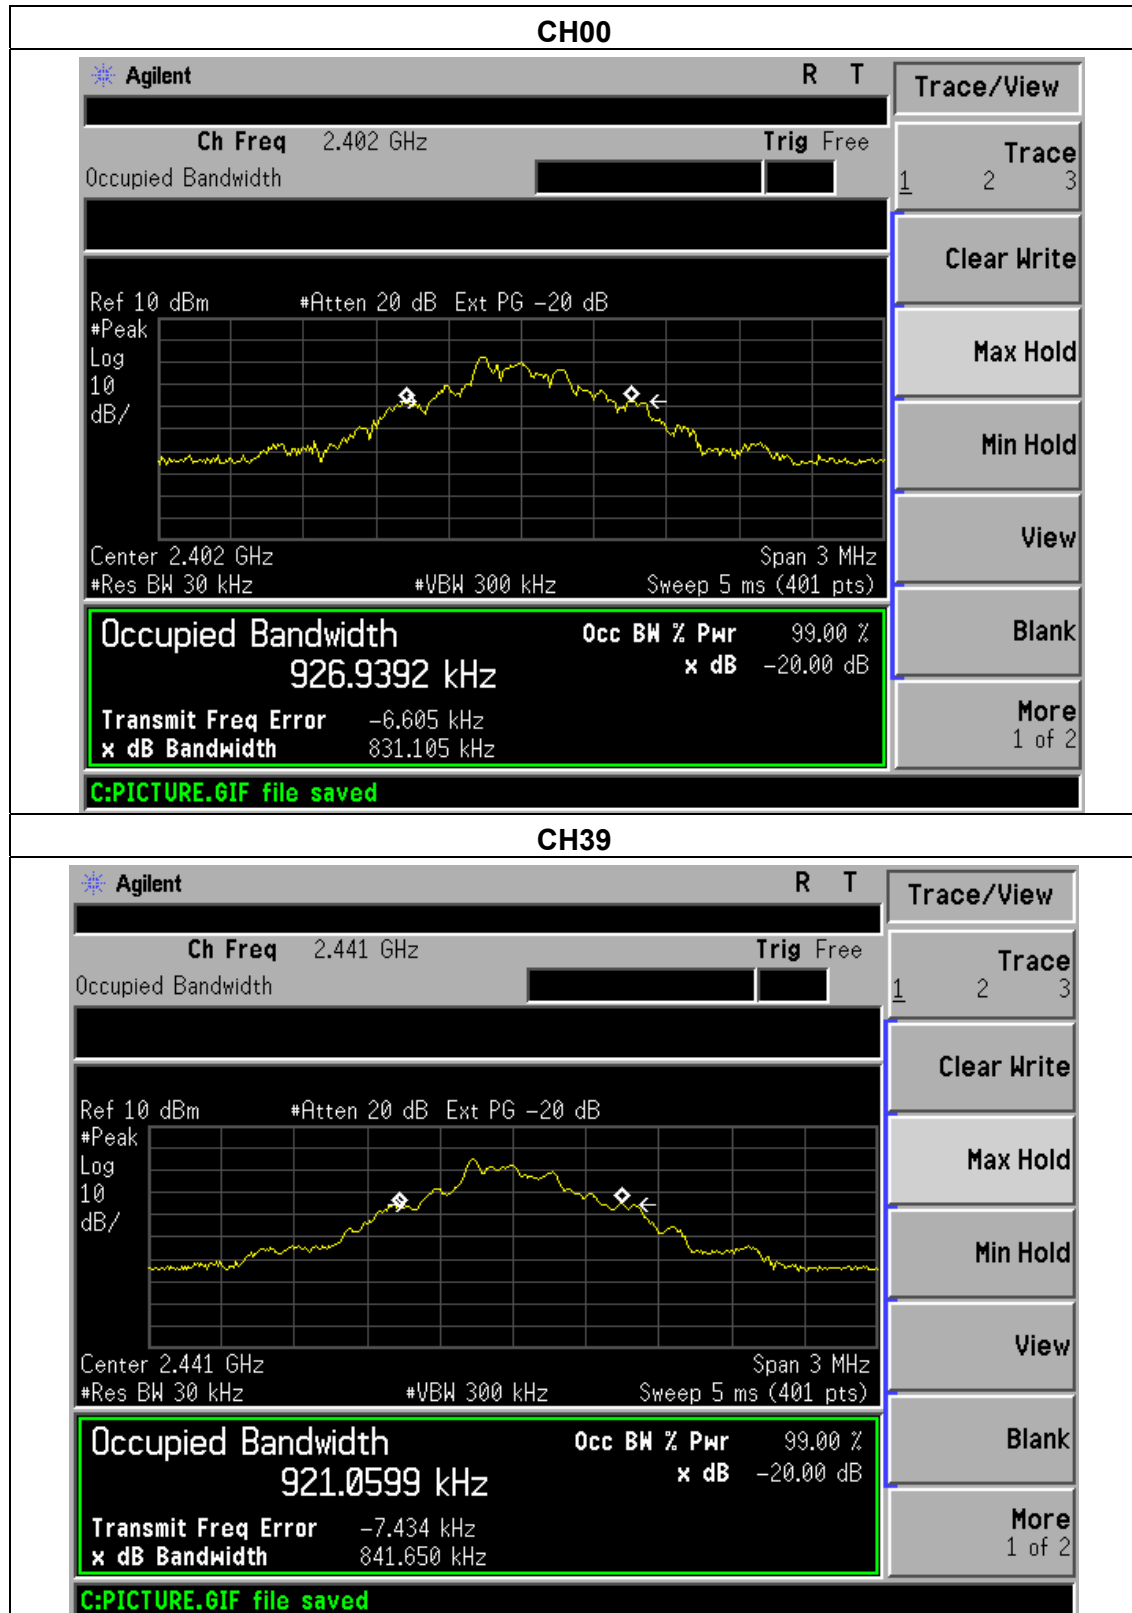 CH00
Agilent R T
Trace/View
Ch Freq 2.402 GHz Trig Free
Occupied Bandwidth
Trace
1 2 3
Clear Write
Max Hold
Min Hold
View
Blank
More
1 of 2
Ref 10 dBm #Atten 20 dB Ext PG -20 dB
#Peak
Log
10
dB/
Center 2.402 GHz Span 3 MHz
#Res BW 30 kHz #VBW 300 kHz Sweep 5 ms (401 pts)
Occupied Bandwidth Occ BW % Pwr 99.00 %
926.9392 kHz x dB -20.00 dB
Transmit Freq Error -6.605 kHz
x dB Bandwidth 831.105 kHz
C:PICTURE.GIF file saved
CH39
Agilent R T
Trace/View
Ch Freq 2.441 GHz Trig Free
Occupied Bandwidth
Trace
1 2 3
Clear Write
Max Hold
Min Hold
View
Blank
More
1 of 2
Ref 10 dBm #Atten 20 dB Ext PG -20 dB
#Peak
Log
10
dB/
Center 2.441 GHz Span 3 MHz
#Res BW 30 kHz #VBW 300 kHz Sweep 5 ms (401 pts)
Occupied Bandwidth Occ BW % Pwr 99.00 %
921.0599 kHz x dB -20.00 dB
Transmit Freq Error -7.434 kHz
x dB Bandwidth 841.650 kHz
C:PICTURE.GIF file saved